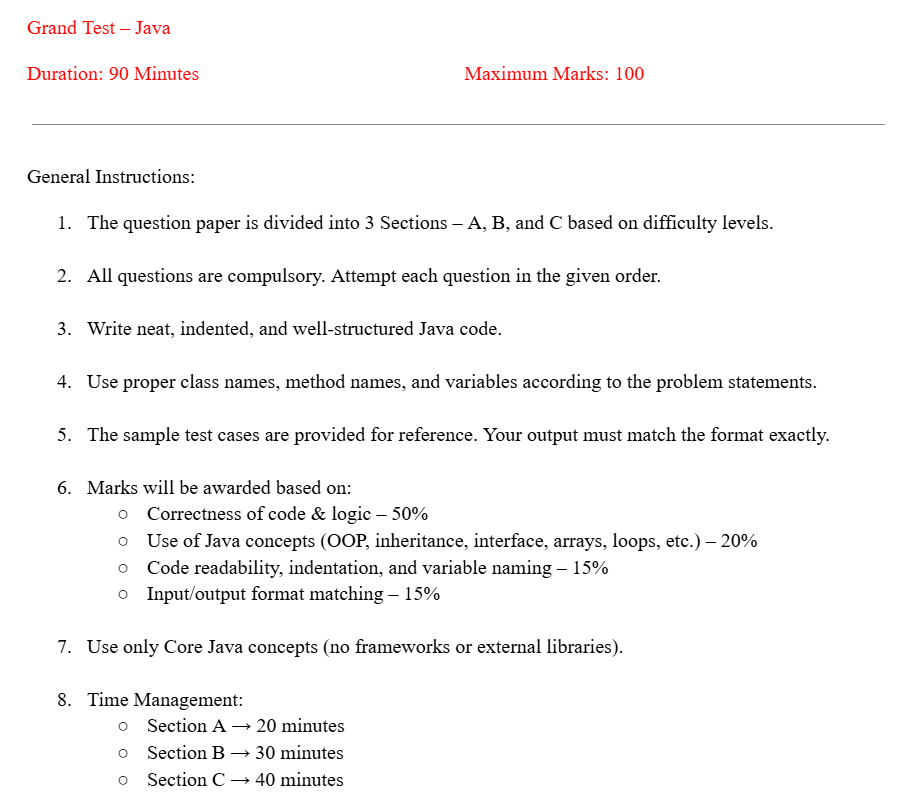 Grand Test – Java
Duration: 90 Minutes Maximum Marks: 100
General Instructions:
1. The question paper is divided into 3 Sections – A, B, and C based on difficulty levels.
2. All questions are compulsory. Attempt each question in the given order.
3. Write neat, indented, and well-structured Java code.
4. Use proper class names, method names, and variables according to the problem statements.
5. The sample test cases are provided for reference. Your output must match the format exactly.
6. Marks will be awarded based on:
○ Correctness of code & logic – 50%
○ Use of Java concepts (OOP, inheritance, interface, arrays, loops, etc.) – 20%
○ Code readability, indentation, and variable naming – 15%
○ Input/output format matching – 15%
7. Use only Core Java concepts (no frameworks or external libraries).
8. Time Management:
○ Section A → 20 minutes
○ Section B → 30 minutes
○ Section C → 40 minutes